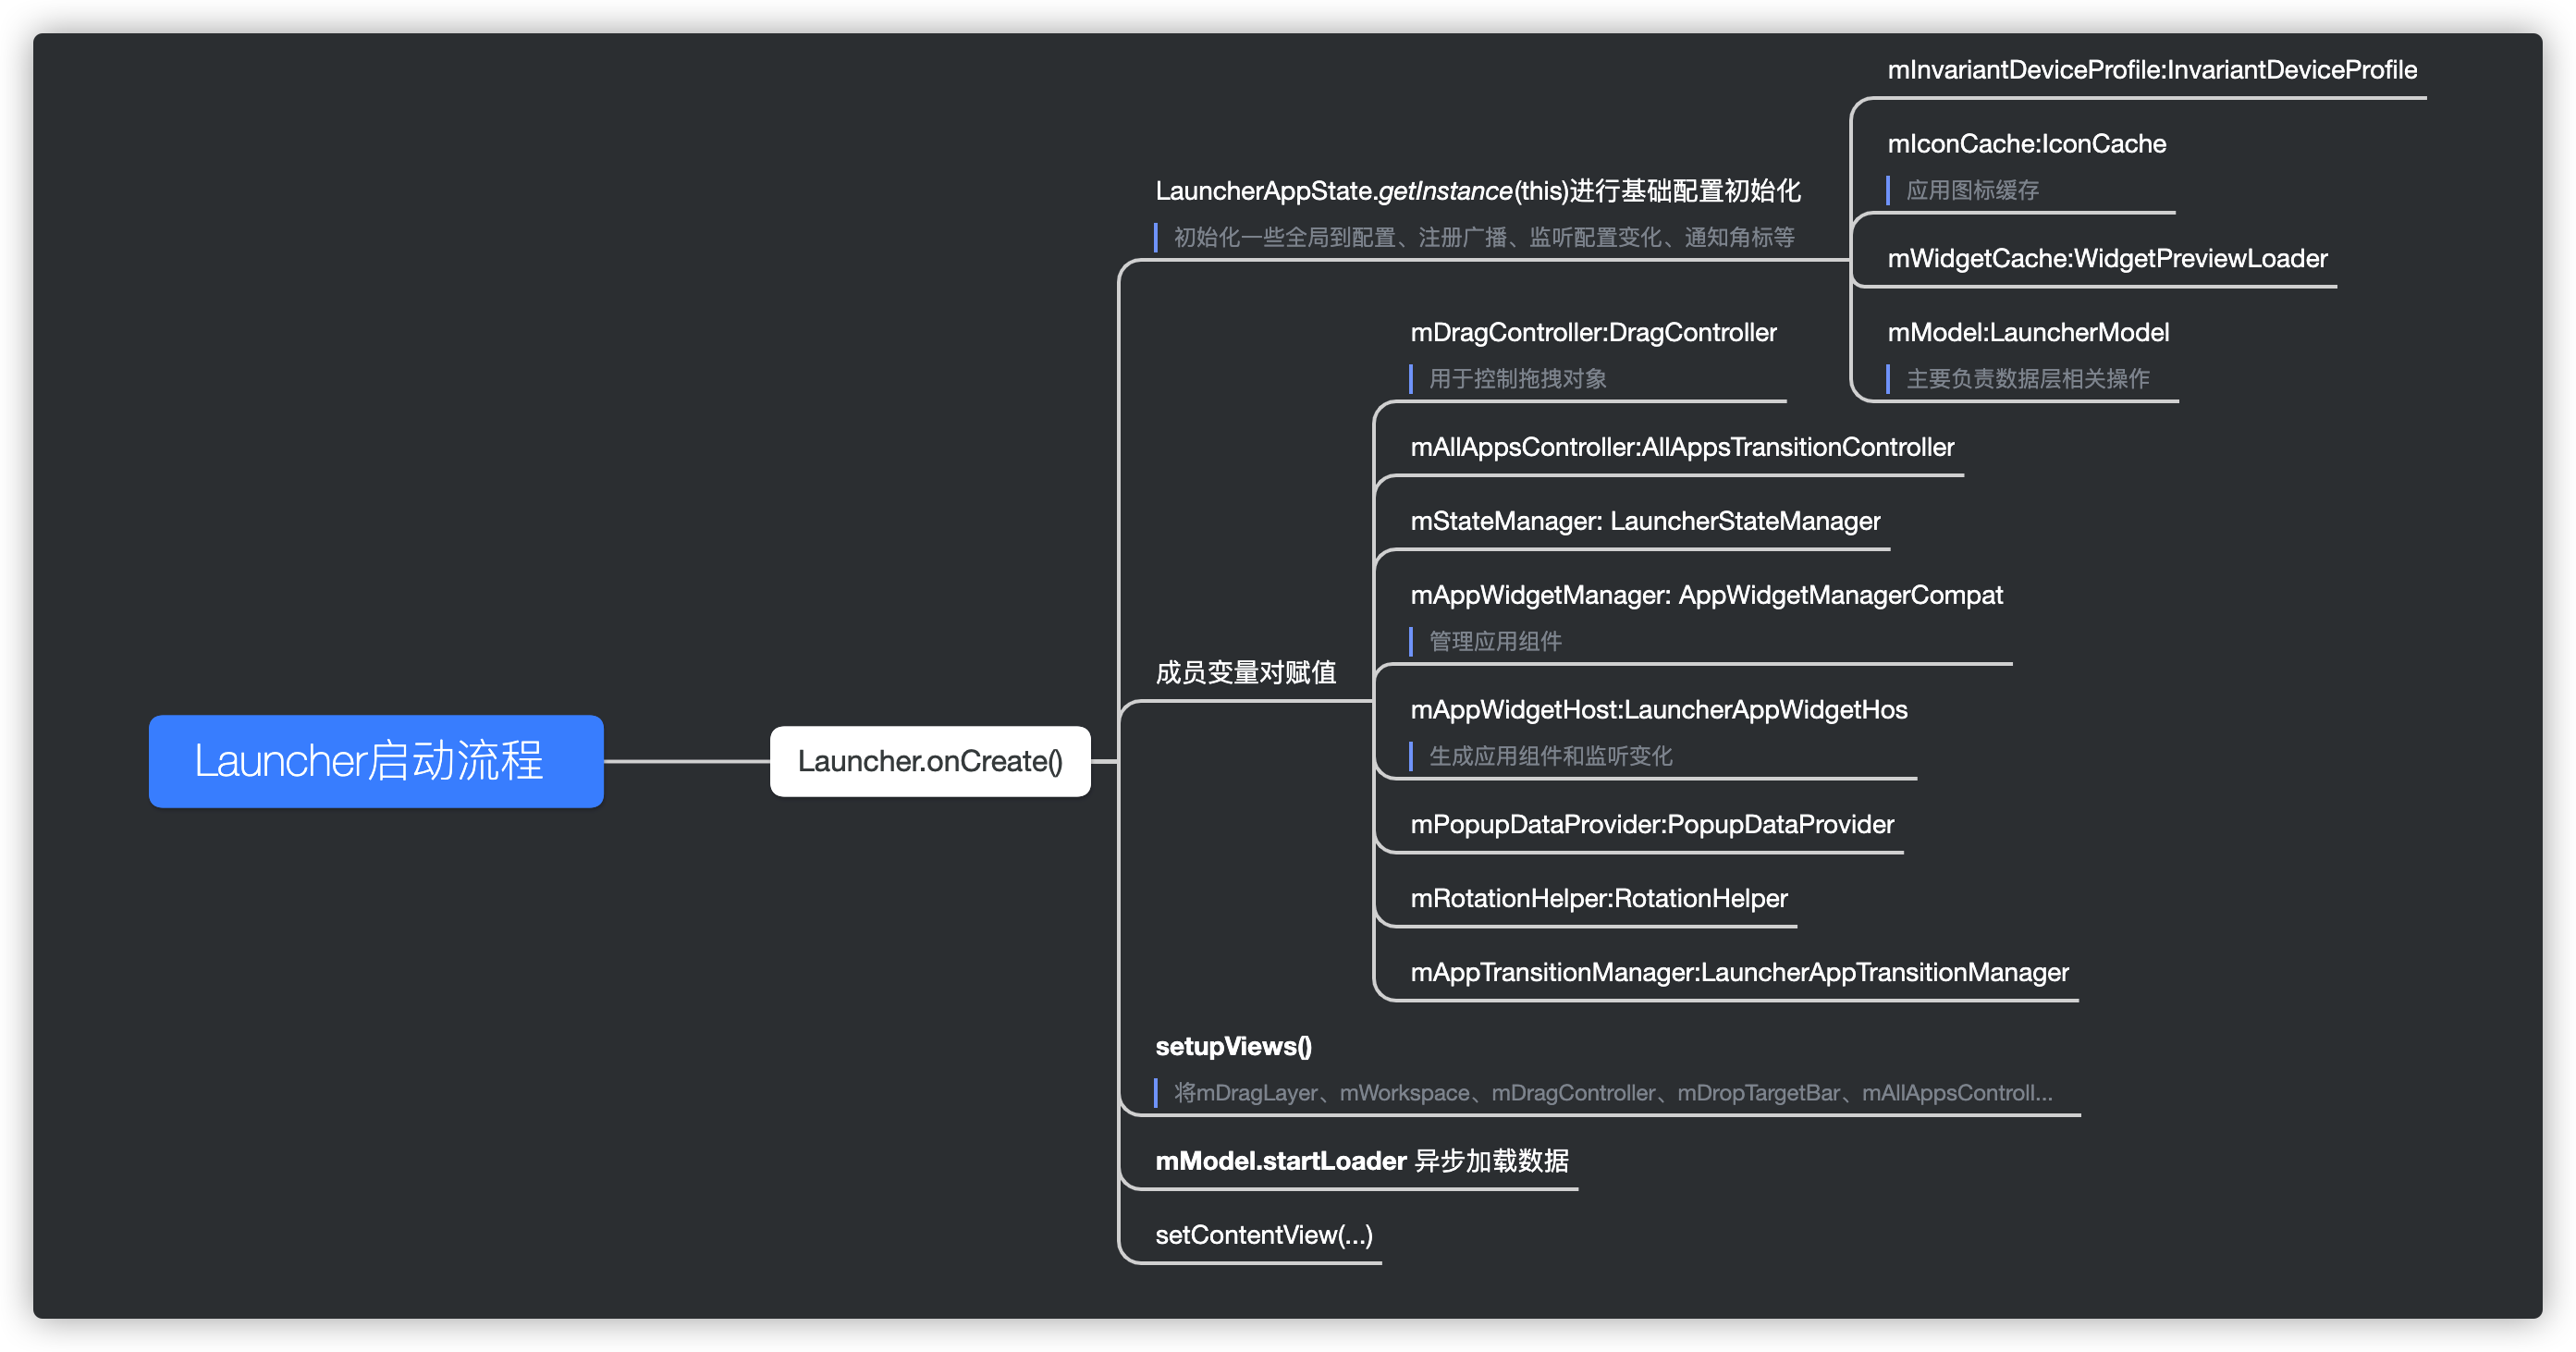 Launcher启动流程
Launcher.onCreate()
LauncherAppState.getInstance(this)进行基础配置初始化
初始化一些全局到配置、注册广播、监听配置变化、通知角标等
mInvariantDeviceProfile:InvariantDeviceProfile
mIconCache:IconCache
应用图标缓存
mWidgetCache:WidgetPreviewLoader
mModel:LauncherModel
主要负责数据层相关操作
成员变量对赋值
mDragController:DragController
用于控制拖拽对象
mAllAppsController:AllAppsTransitionController
mStateManager: LauncherStateManager
mAppWidgetManager: AppWidgetManagerCompat
管理应用组件
mAppWidgetHost:LauncherAppWidgetHos
生成应用组件和监听变化
mPopupDataProvider:PopupDataProvider
mRotationHelper:RotationHelper
mAppTransitionManager:LauncherAppTransitionManager
setupViews()
将mDragLayer、mWorkspace、mDragController、mDropTargetBar、mAllAppsControll...
mModel.startLoader 异步加载数据
setContentView(...)